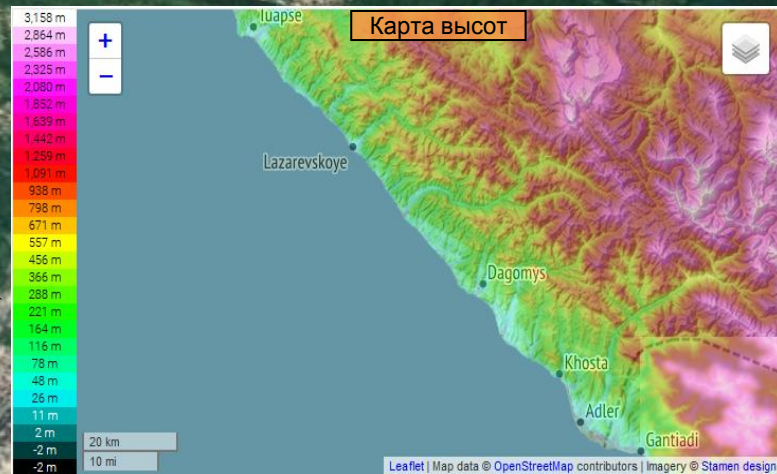 Карта высот
3,158 m
2,864 m
2,586 m
2,325 m
2,080 m
1,852 m
1,639 m
1,442 m
1,259 m
1,091 m
938 m
798 m
671 m
557 m
456 m
366 m
288 m
221 m
164 m
116 m
78 m
48 m
26 m
11 m
2 m
-2 m
-2 m
+
−
Tuapse
Lazarevskoye
Dagomys
Khosta
Adler
Gantiadi
20 km
10 mi
Leaflet | Map data © OpenStreetMap contributors | Imagery © Stamen design